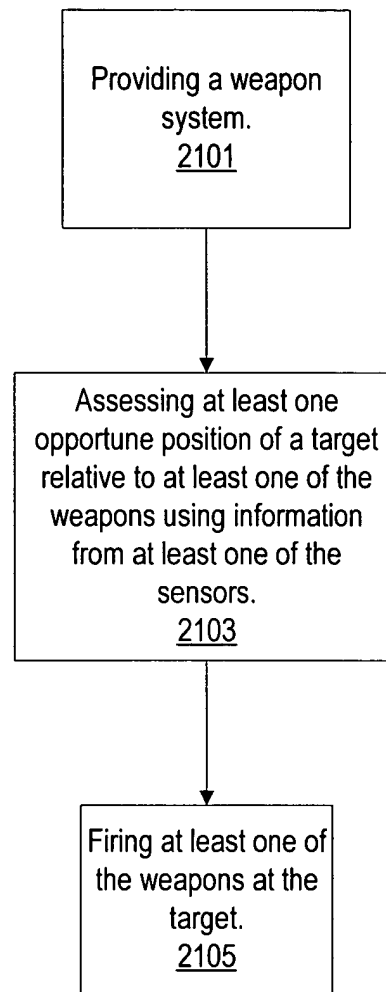 Providing a weapon
system.
2101
Assessing at least one
opportune position of a target
relative to at least one of the
weapons using information
from at least one of the
sensors.
2103
Firing at least one of
the weapons at the
target.
2105